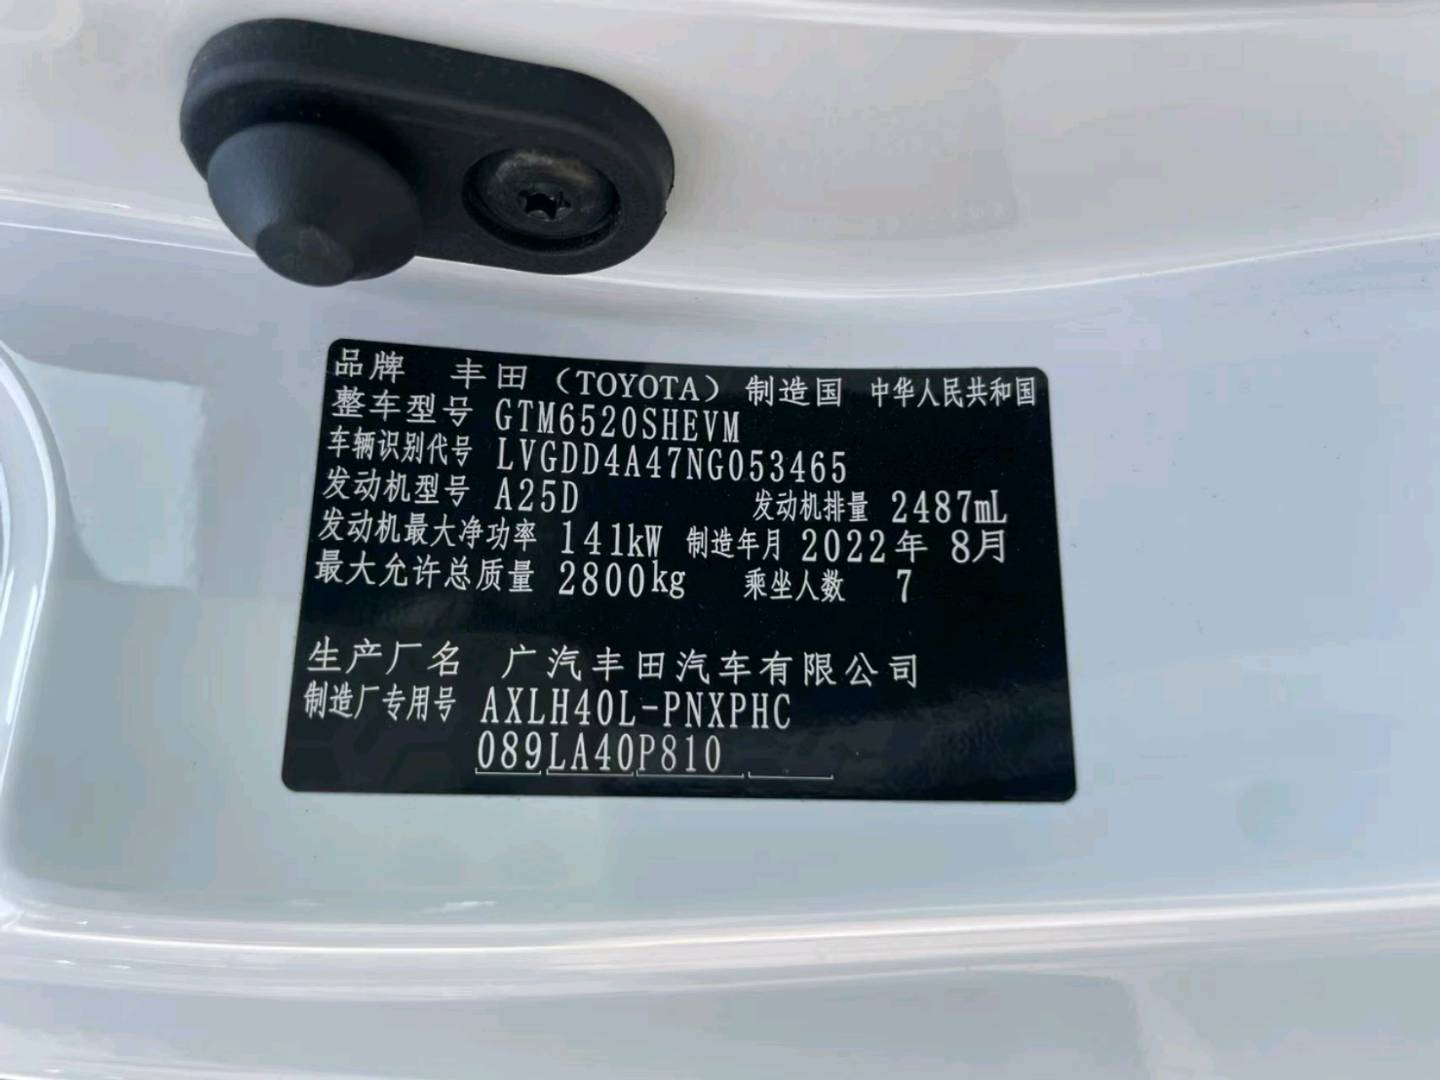 品牌 丰田（TOYOTA）制造国 中华人民共和国
整车型号 GTM6520SHEVM
车辆识别代号 LVGDD4A47NG053465
发动机型号 A25D 发动机排量 2487mL
发动机最大净功率 141kW 制造年月 2022年 8月
最大允许总质量 2800kg 乘坐人数 7
生产厂名 广汽丰田汽车有限公司
制造厂专用号 AXLH40L-PNXPHC
089LA40P810